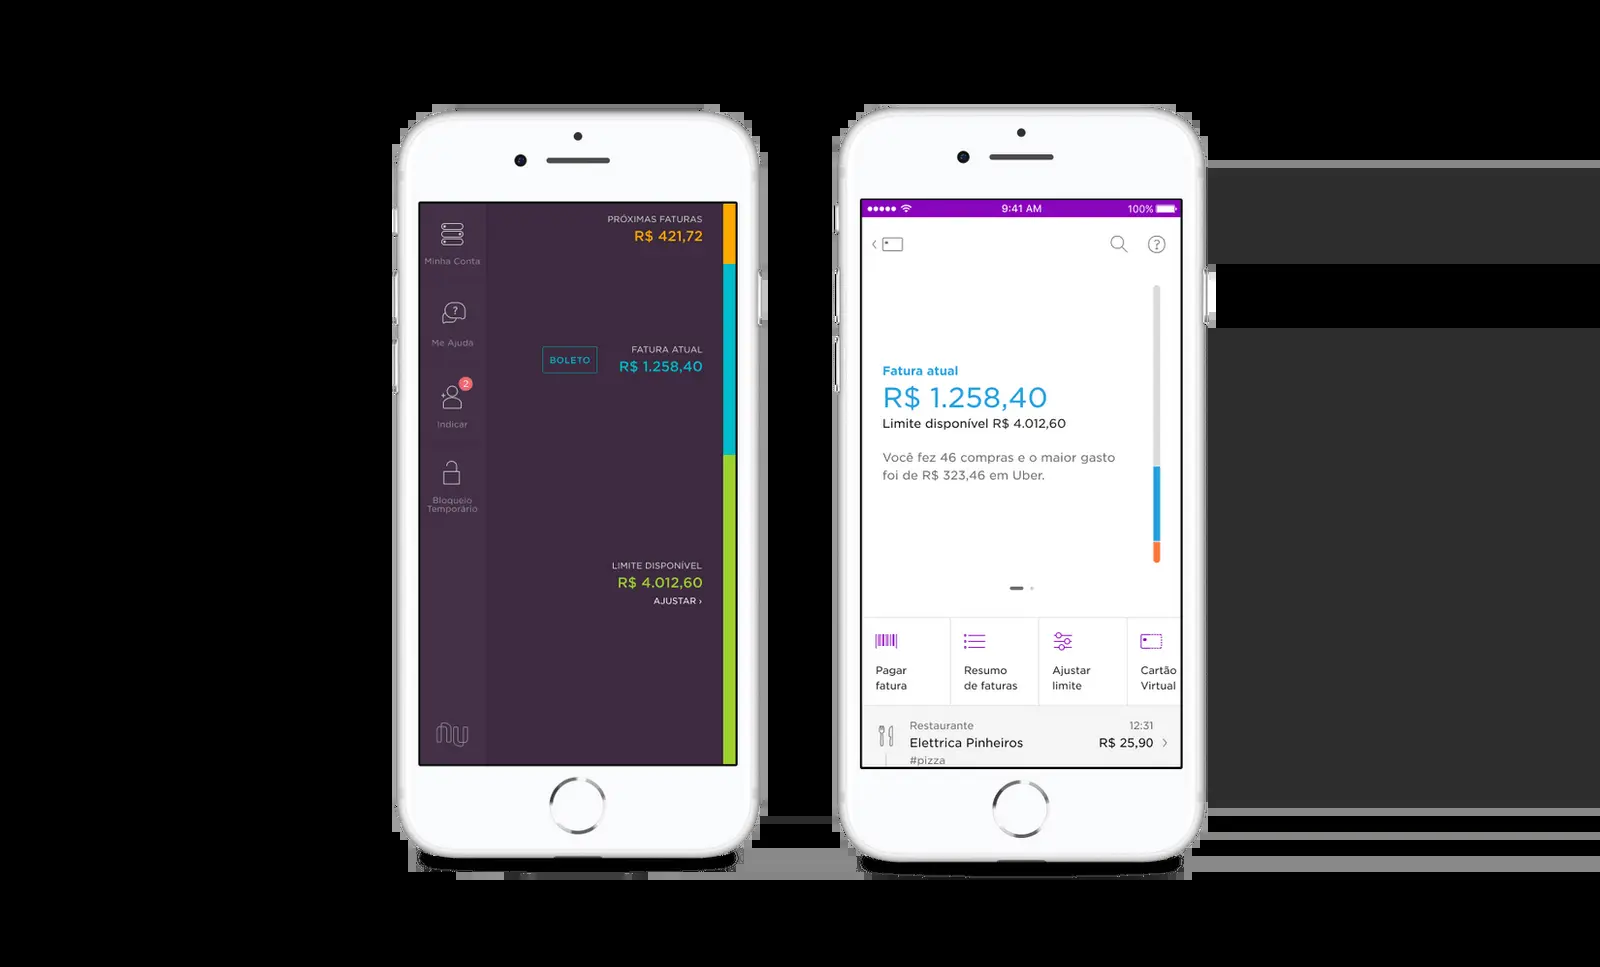 PRÓXIMAS FATURAS
R$ 421,72
Minha Conta
Me Ajuda
BOLETO
FATURA ATUAL
R$ 1.258,40
2
Indicar
Bloqueio
Temporário
LIMITE DISPONÍVEL
R$ 4.012,60
AJUSTAR ›
nu
9:41 AM
100%
Fatura atual
R$ 1.258,40
Limite disponível R$ 4.012,60
Você fez 46 compras e o maior gasto
foi de R$ 323,46 em Uber.
Pagar
fatura
Resumo
de faturas
Ajustar
limite
Cartão
Virtual
Restaurante
12:31
Elettrica Pinheiros
R$ 25,90
#pizza